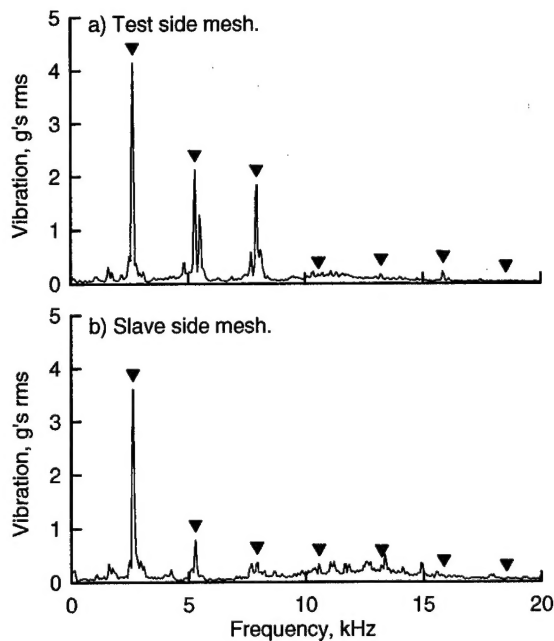 5
a) Test side mesh.
4
3
2
1
0
Vibration, g's rms
5
b) Slave side mesh.
4
3
2
1
0
Vibration, g's rms
0 5 10 15 20
Frequency, kHz